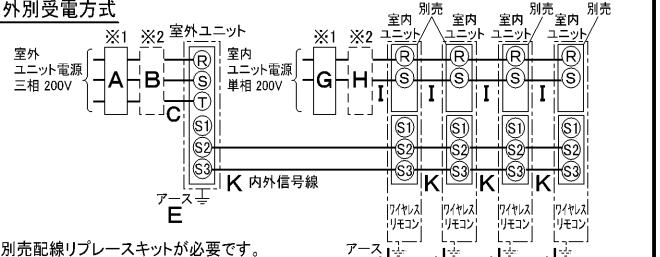 外別受電方式
室外
ユニット電源
三相 200V
※1
※2
A
B
C
室外ユニット
R
S
T
S1
S2
S3
アース
E
室内
ユニット電源
単相 200V
※1
※2
G
H
室内
ユニット
別売
室内
ユニット
室内
ユニット
別売
室内
ユニット
別売
R
R
R
R
S
S
S
S
I
I
I
I
S1
S1
S1
S1
S2
S2
S2
S2
S3
S3
S3
S3
K 内外信号線
K
K
K
ワイヤレス
リモコン
ワイヤレス
リモコン
ワイヤレス
リモコン
ワイヤレス
リモコン
別売配線リプレースキットが必要です。
アース